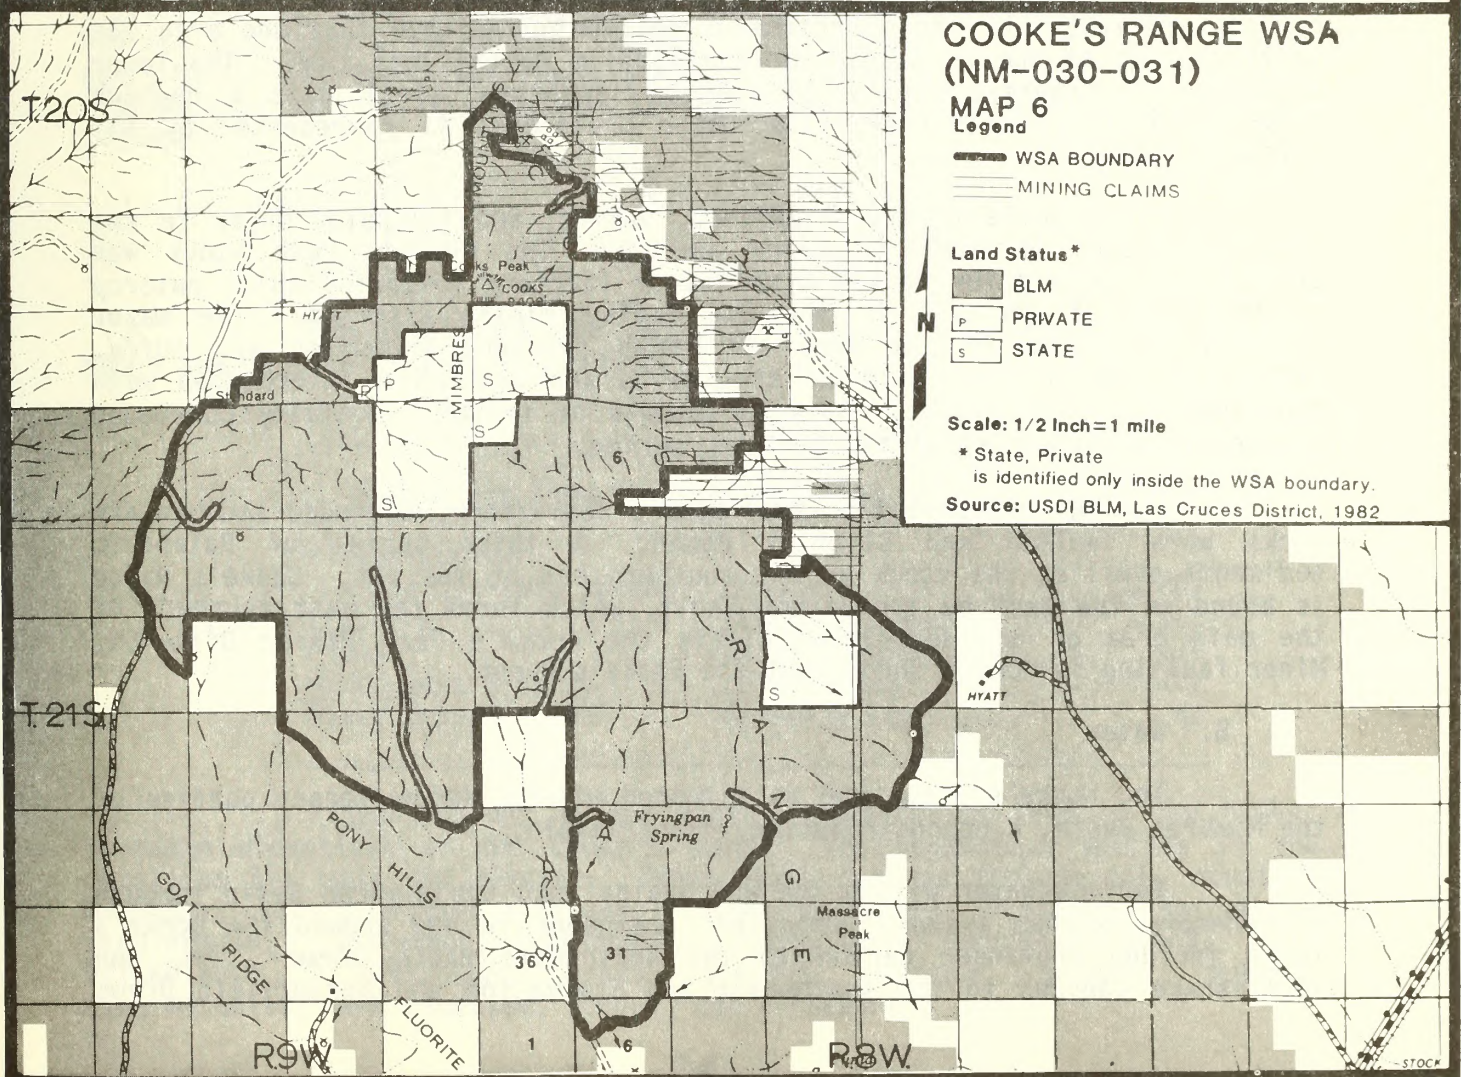 COOKE'S RANGE WSA
(NM-030-031)
MAP 6
Legend
WSA BOUNDARY
MINING CLAIMS
Land Status*
BLM
P PRIVATE
S STATE
N
Scale: 1/2 Inch=1 mile
* State, Private
is identified only inside the WSA boundary.
Source: USDI BLM, Las Cruces District, 1982
T.20S.
MOUNTAINS
Peak
COOKS
HYATT
MIMBRES
P
P
S
S
S
Standard
1
6
C
O
O
K
S
R
A
N
G
E
S
HYATT
T.21S.
Fryingpan
Spring
PONY
HILLS
GOAT
RIDGE
FLUORITE
Massacre
Peak
36
31
1
6
R.9W.
R.8W.
STOCK